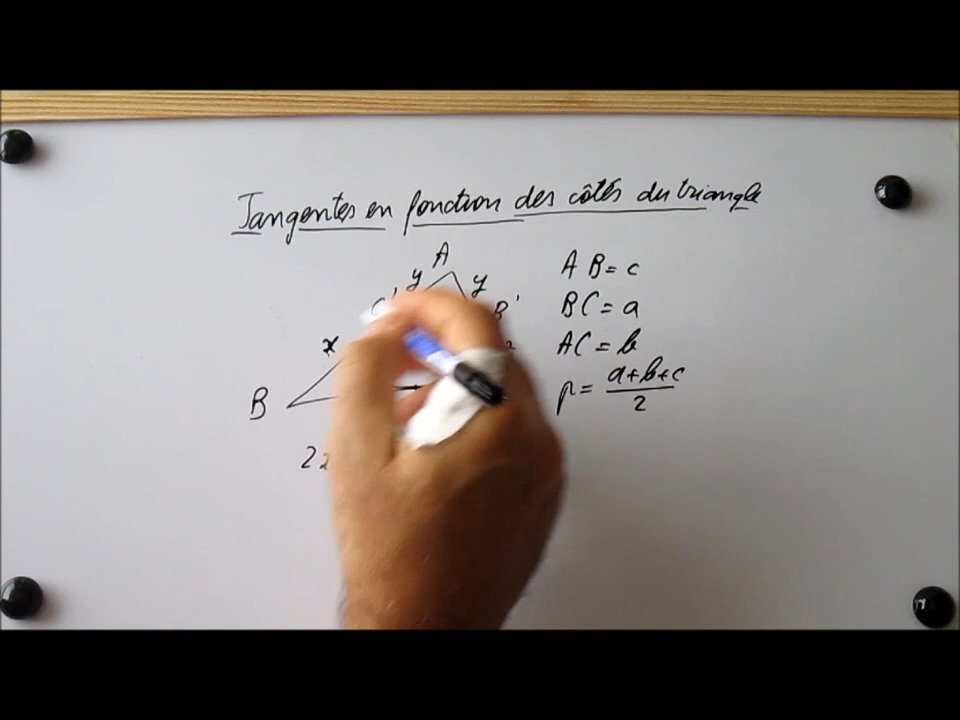 Tangentes en fonction des côtés du triangle
A
y y
C' B'
x
B
AB = c
BC = a
AC = b
p = a+b+c / 2